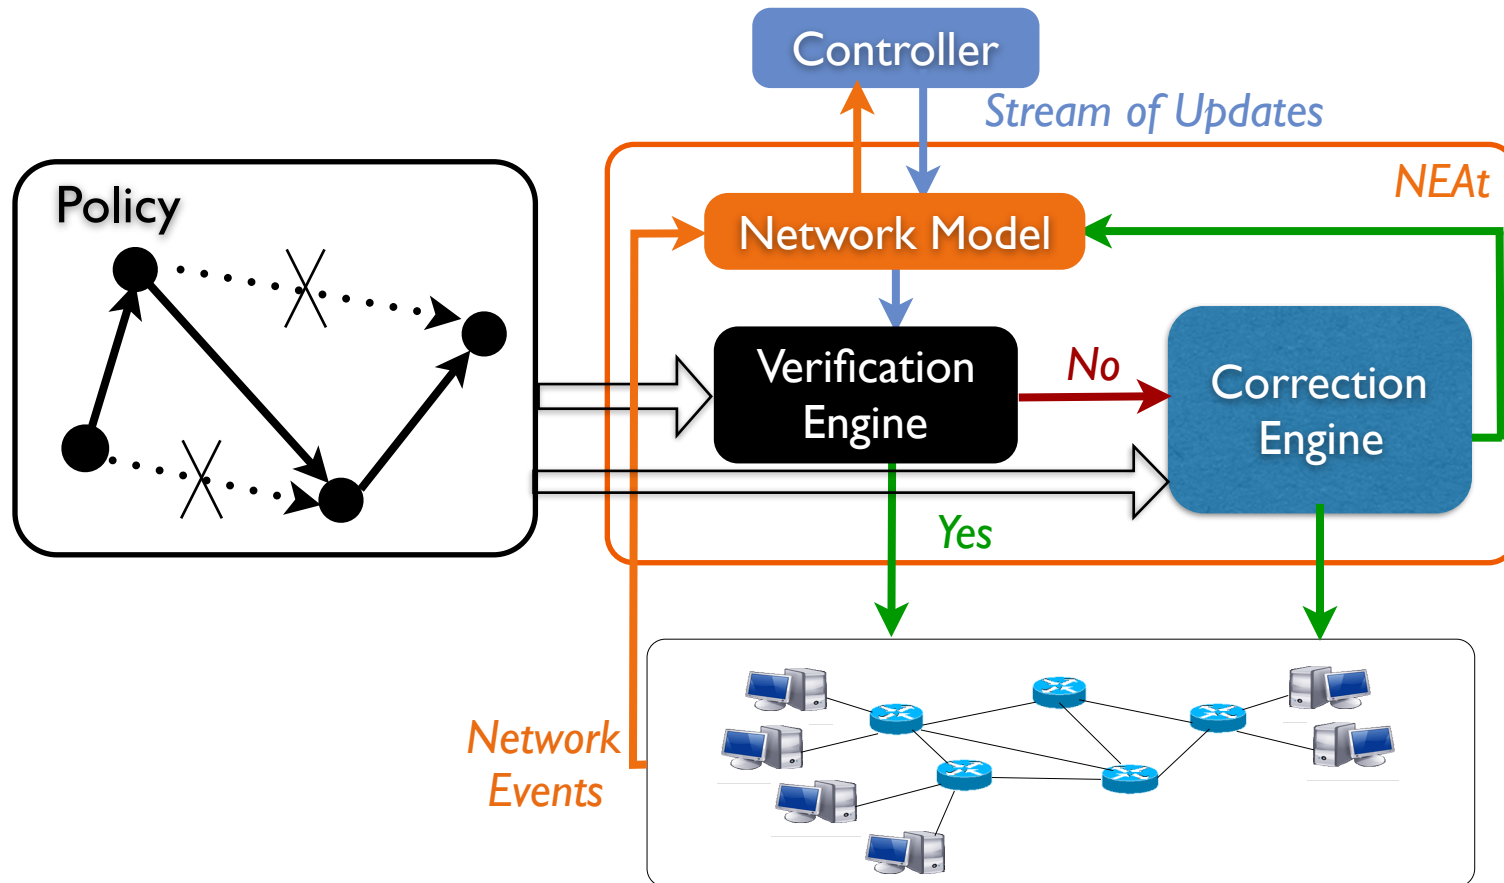 Controller
Stream of Updates
NEAt
Policy
Network Model
Verification
Engine
No
Correction
Engine
Yes
Network
Events